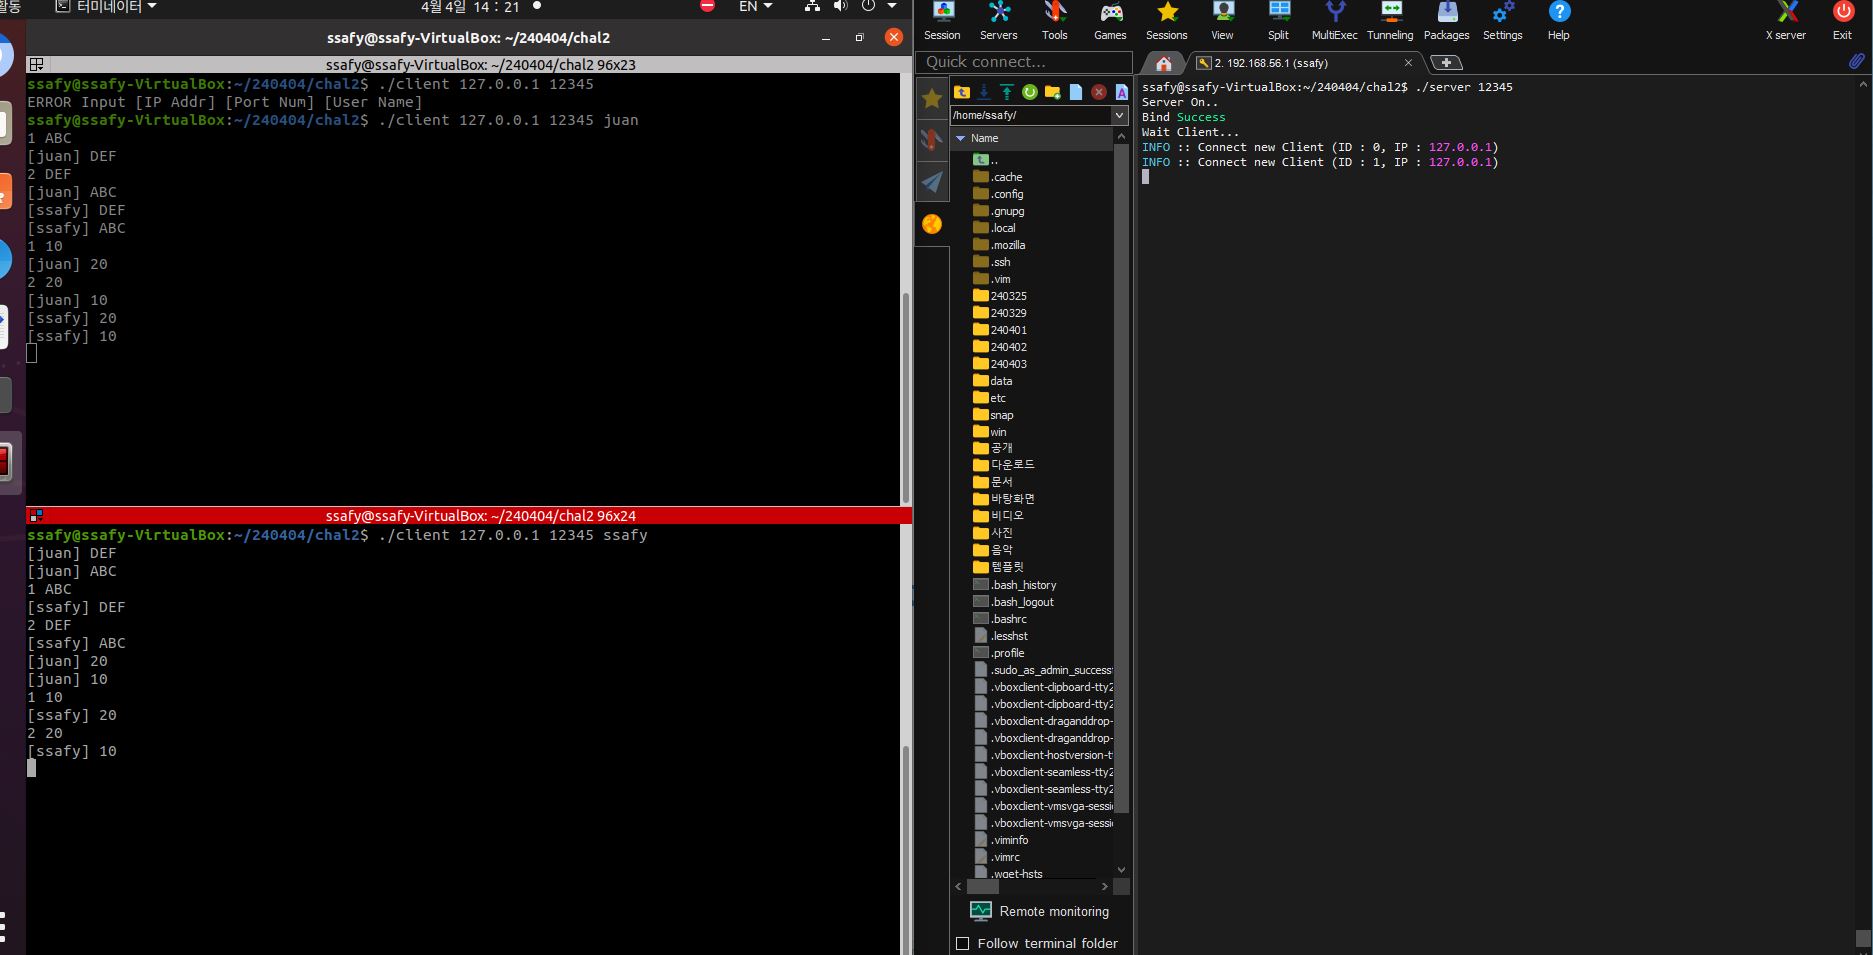 활동
터미네이터
4월 4일 14 : 21
EN
ssafy@ssafy-VirtualBox: ~/240404/chal2
ssafy@ssafy-VirtualBox: ~/240404/chal2 96x23
ssafy@ssafy-VirtualBox:~/240404/chal2$ ./client 127.0.0.1 12345
ERROR Input [IP Addr] [Port Num] [User Name]
ssafy@ssafy-VirtualBox:~/240404/chal2$ ./client 127.0.0.1 12345 juan
1 ABC
[juan] DEF
2 DEF
[juan] ABC
[ssafy] DEF
[ssafy] ABC
1 10
[juan] 20
2 20
[juan] 10
[ssafy] 20
[ssafy] 10
ssafy@ssafy-VirtualBox: ~/240404/chal2 96x24
ssafy@ssafy-VirtualBox:~/240404/chal2$ ./client 127.0.0.1 12345 ssafy
[juan] DEF
[juan] ABC
1 ABC
[ssafy] DEF
2 DEF
[ssafy] ABC
[juan] 20
[juan] 10
1 10
[ssafy] 20
2 20
[ssafy] 10
Session Servers Tools Games Sessions View Split MultiExec Tunneling Packages Settings Help X server Exit
Quick connect...
2. 192.168.56.1 (ssafy)
/home/ssafy/
Name
..
.cache
.config
.gnupg
.local
.mozilla
.ssh
.vim
240325
240329
240401
240402
240403
data
etc
snap
win
공개
다운로드
문서
바탕화면
비디오
사진
음악
템플릿
.bash_history
.bash_logout
.bashrc
.lesshst
.profile
.sudo_as_admin_success
.vboxclient-clipboard-tty2
.vboxclient-clipboard-tty2
.vboxclient-draganddrop-
.vboxclient-draganddrop-
.vboxclient-hostversion-t
.vboxclient-seamless-tty2
.vboxclient-seamless-tty2
.vboxclient-vmsvga-sessi
.vboxclient-vmsvga-sessi
.viminfo
.vimrc
.wget-hsts
Remote monitoring
Follow terminal folder
ssafy@ssafy-VirtualBox:~/240404/chal2$ ./server 12345
Server On..
Bind Success
Wait Client...
INFO :: Connect new Client (ID : 0, IP : 127.0.0.1)
INFO :: Connect new Client (ID : 1, IP : 127.0.0.1)